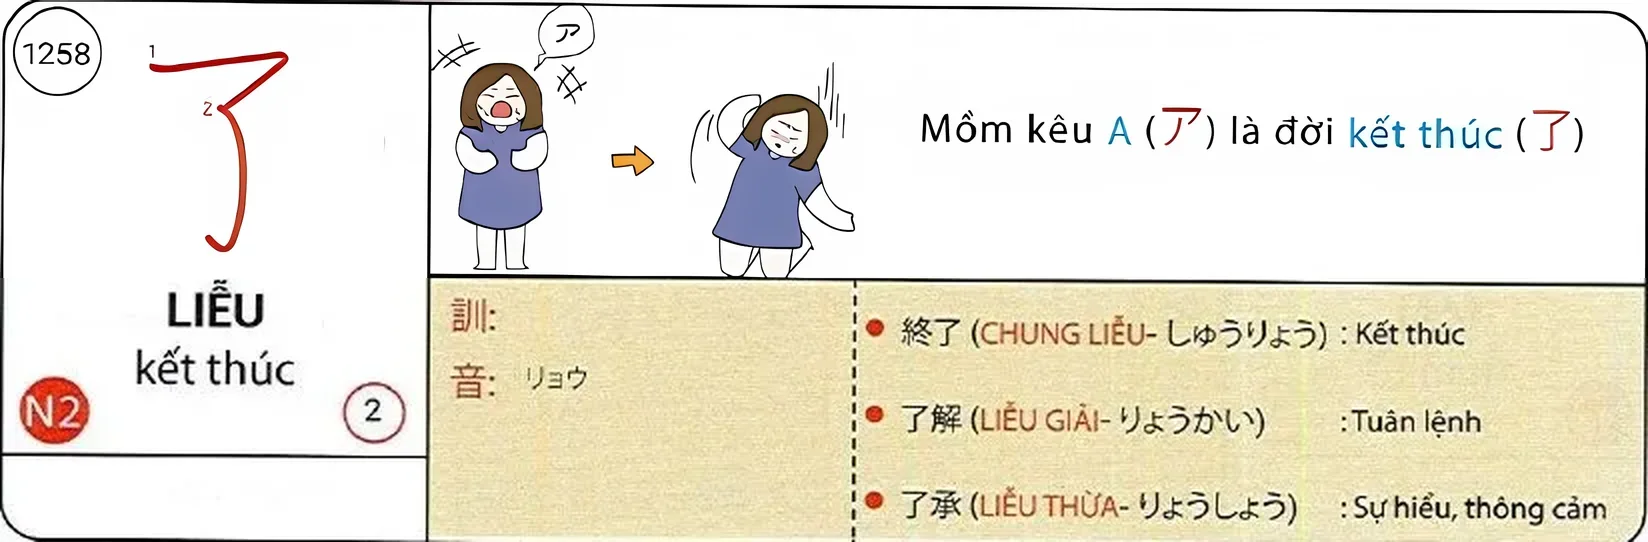 1258
1
2
了
LIỄU
kết thúc
N2
2
ア
Mồm kêu A (ア) là đời kết thúc (了)
訓:
音: リョウ
終了 (CHUNG LIỄU- しゅうりょう) : Kết thúc
了解 (LIỄU GIẢI- りょうかい) : Tuân lệnh
了承 (LIỄU THỪA- りょうしょう) : Sự hiểu, thông cảm